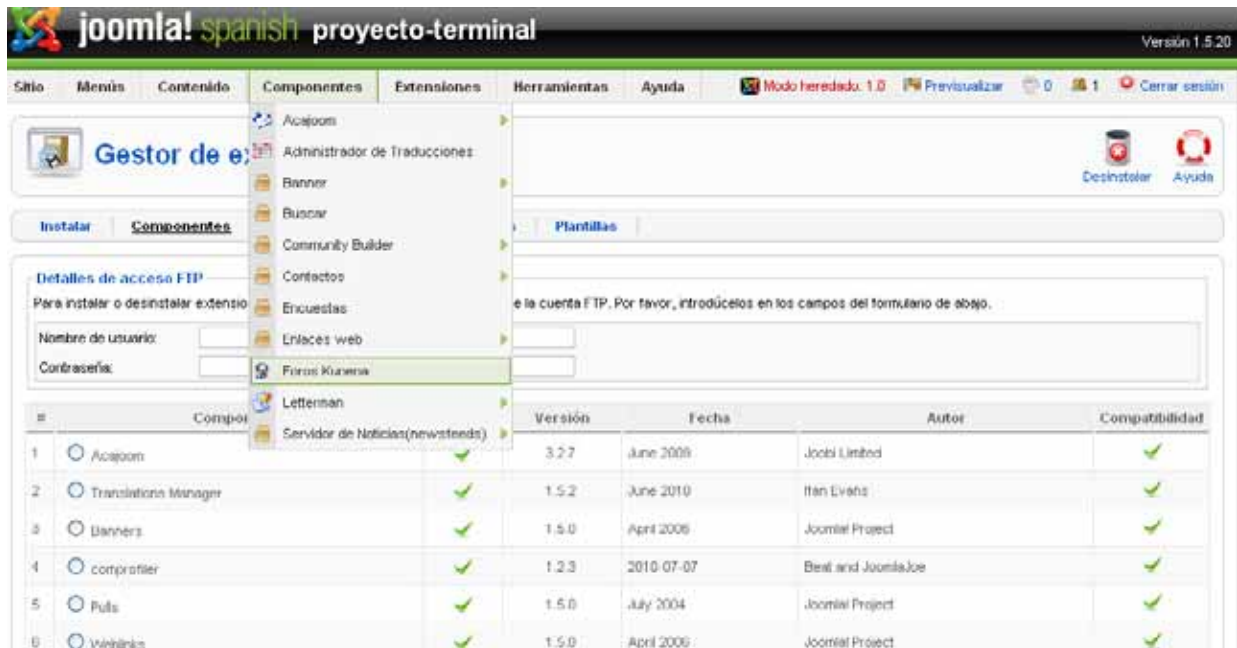 joomla! spanish proyecto-terminal
Versión 1.5.20
Sitio Menús Contenido Componentes Extensiones Herramientas Ayuda Modo heredado: 1.0 Previsualizar 0 1 Cerrar sesión
Acajoom
Gestor de e
Administrador de Traducciones
Desinstalar Ayuda
Banner
Buscar
Instalar Componentes Plantillas
Community Builder
Contactos
Detalles de acceso FTP
Para instalar o desinstalar extensio e la cuenta FTP. Por favor, introdúcelos en los campos del formulario de abajo.
Encuestas
Nombre de usuario:
Enlaces web
Contraseña:
Foros Kunena
Letterman
# Compo Versión Fecha Autor Compatibilidad
Servidor de Noticias(newsfeeds)
1 Acajoom 3.2.7 June 2009 Joobi Limited
2 Translations Manager 1.5.2 June 2010 Evans
3 Banners 1.5.0 April 2006 Joomla! Project
4 comprofiler 1.2.3 2010-07-07 Beat and JoomlaJoe
5 Polls 1.5.0 July 2004 Joomla! Project
6 Weblinks 1.5.0 April 2006 Joomla! Project